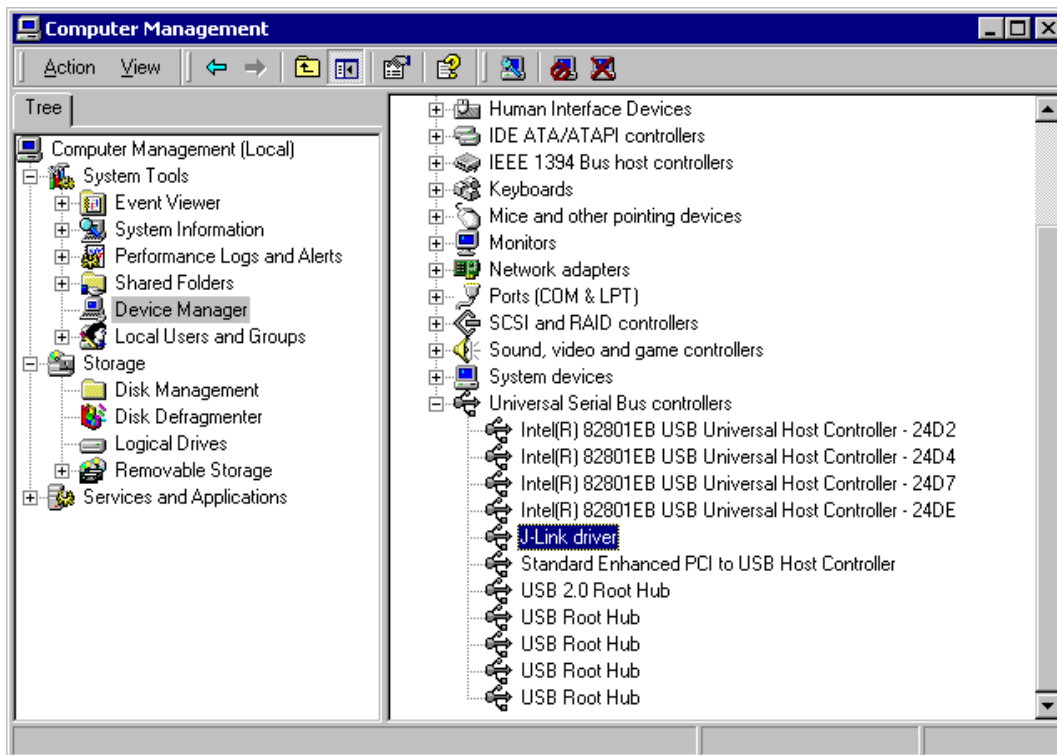 Computer Management
Action View
Tree
Computer Management (Local)
System Tools
Event Viewer
System Information
Performance Logs and Alerts
Shared Folders
Device Manager
Local Users and Groups
Storage
Disk Management
Disk Defragmenter
Logical Drives
Removable Storage
Services and Applications
Human Interface Devices
IDE ATA/ATAPI controllers
IEEE 1394 Bus host controllers
Keyboards
Mice and other pointing devices
Monitors
Network adapters
Ports (COM & LPT)
SCSI and RAID controllers
Sound, video and game controllers
System devices
Universal Serial Bus controllers
Intel(R) 82801EB USB Universal Host Controller - 24D2
Intel(R) 82801EB USB Universal Host Controller - 24D4
Intel(R) 82801EB USB Universal Host Controller - 24D7
Intel(R) 82801EB USB Universal Host Controller - 24DE
J-Link driver
Standard Enhanced PCI to USB Host Controller
USB 2.0 Root Hub
USB Root Hub
USB Root Hub
USB Root Hub
USB Root Hub